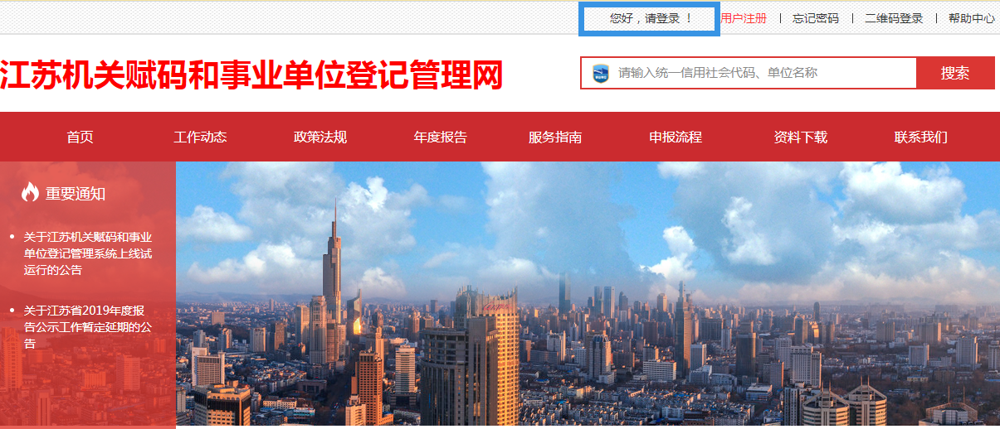 您好，请登录 ！ 用户注册 | 忘记密码 | 二维码登录 | 帮助中心
江苏机关赋码和事业单位登记管理网
请输入统一信用社会代码、单位名称 搜索
首页 工作动态 政策法规 年度报告 服务指南 申报流程 资料下载 联系我们
重要通知
• 关于江苏机关赋码和事业
单位登记管理系统上线试
运行的公告
• 关于江苏省2019年度报
告公示工作暂定延期的公
告